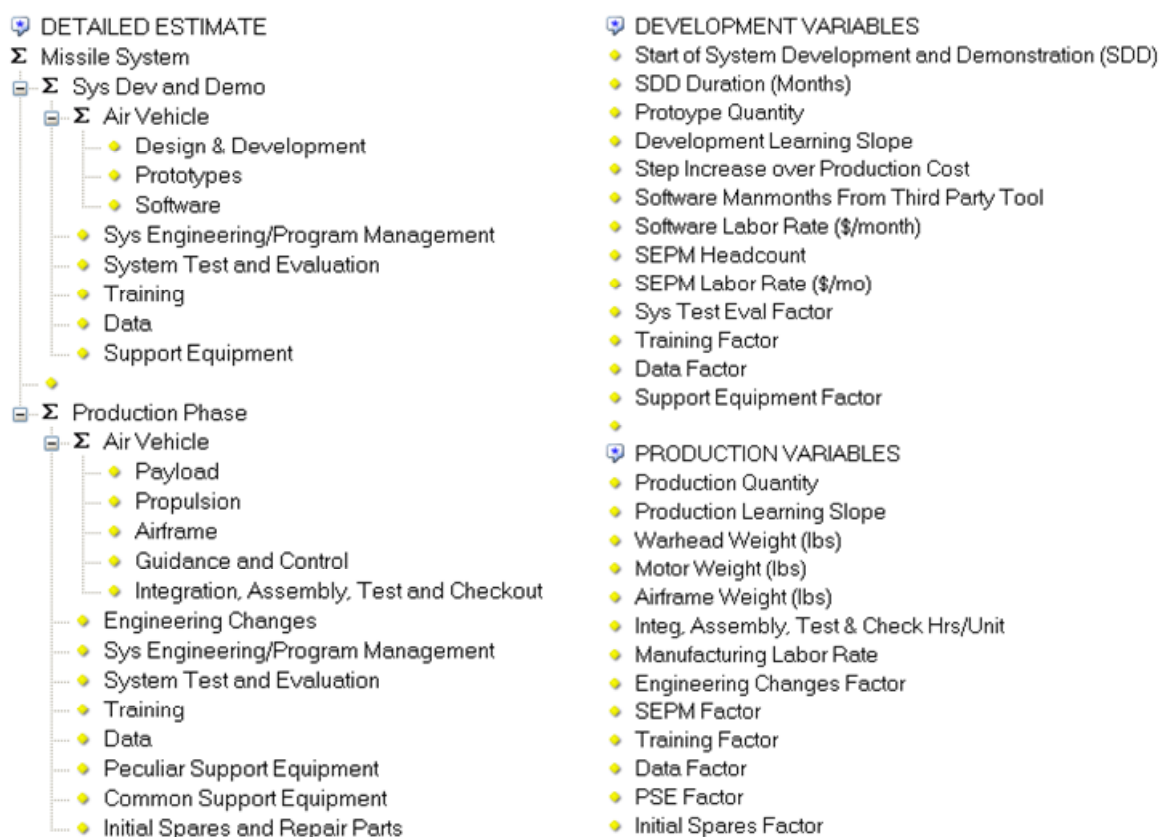 DETAILED ESTIMATE
Σ Missile System
Σ Sys Dev and Demo
Σ Air Vehicle
Design & Development
Prototypes
Software
Sys Engineering/Program Management
System Test and Evaluation
Training
Data
Support Equipment
Σ Production Phase
Σ Air Vehicle
Payload
Propulsion
Airframe
Guidance and Control
Integration, Assembly, Test and Checkout
Engineering Changes
Sys Engineering/Program Management
System Test and Evaluation
Training
Data
Peculiar Support Equipment
Common Support Equipment
Initial Spares and Repair Parts
DEVELOPMENT VARIABLES
Start of System Development and Demonstration (SDD)
SDD Duration (Months)
Protoype Quantity
Development Learning Slope
Step Increase over Production Cost
Software Manmonths From Third Party Tool
Software Labor Rate ($/month)
SEPM Headcount
SEPM Labor Rate ($/mo)
Sys Test Eval Factor
Training Factor
Data Factor
Support Equipment Factor
PRODUCTION VARIABLES
Production Quantity
Production Learning Slope
Warhead Weight (lbs)
Motor Weight (lbs)
Airframe Weight (lbs)
Integ, Assembly, Test & Check Hrs/Unit
Manufacturing Labor Rate
Engineering Changes Factor
SEPM Factor
Training Factor
Data Factor
PSE Factor
Initial Spares Factor